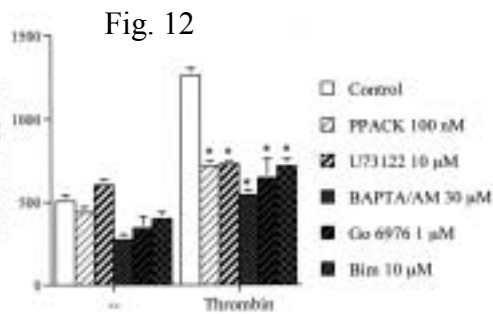 Fig. 12
1500
1000
500
0
--
Thrombin
* * * * *
Control
PPACK 100 nM
U73122 10 µM
BAPTA/AM 30 µM
Go 6976 1 µM
Bim 10 µM